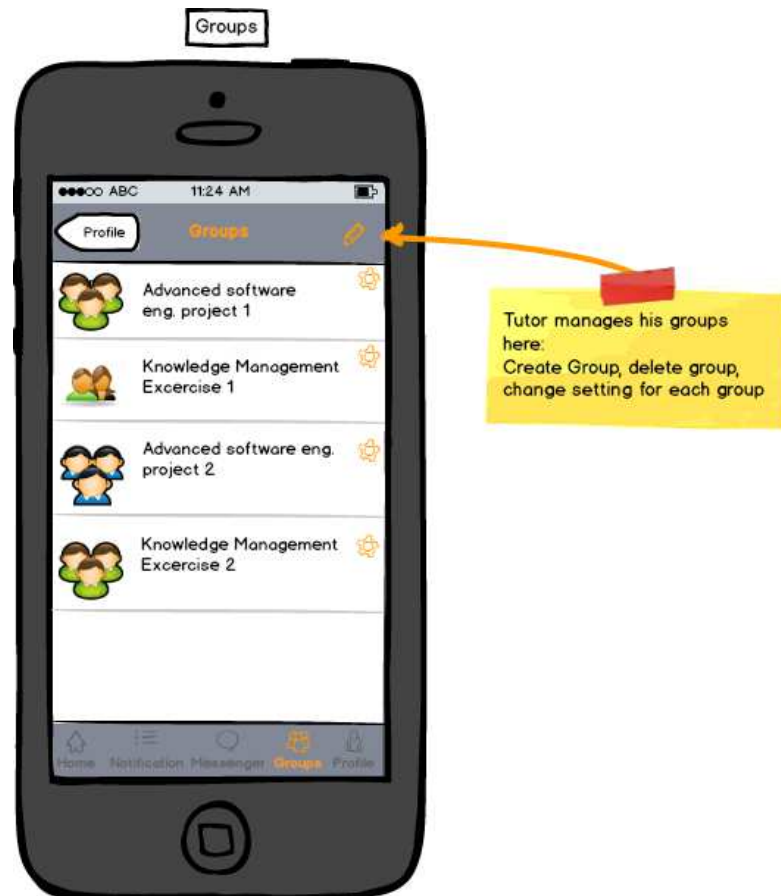 Groups
ABC
11:24 AM
Profile
Groups
Advanced software
eng. project 1
Knowledge Management
Excercise 1
Advanced software eng.
project 2
Knowledge Management
Excercise 2
Home Notification Messenger Groups Profile
Tutor manages his groups
here:
Create Group, delete group,
change setting for each group